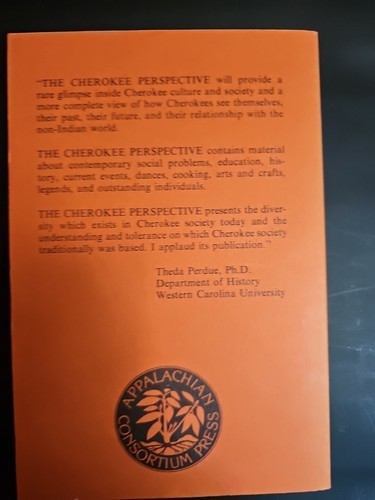 "THE CHEROKEE PERSPECTIVE will provide a
rare glimpse inside Cherokee culture and society and a
more complete view of how Cherokees see themselves,
their past, their future, and their relationship with the
non-Indian world.
THE CHEROKEE PERSPECTIVE contains material
about contemporary social problems, education, his-
tory, current events, dances, cooking, arts and crafts,
legends, and outstanding individuals.
THE CHEROKEE PERSPECTIVE presents the diver-
sity which exists in Cherokee society today and the
understanding and tolerance on which Cherokee society
traditionally was based. I applaud its publication."
Theda Perdue, Ph.D.
Department of History
Western Carolina University
APPALACHIAN
CONSORTIUM PRESS